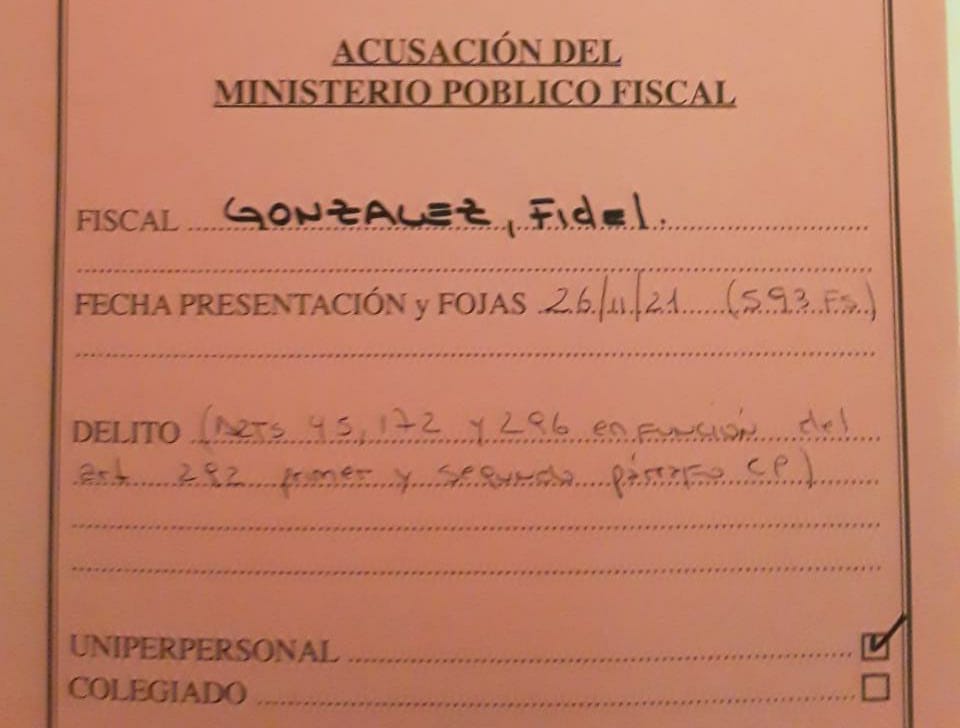 ACUSACIÓN DEL
MINISTERIO POBLICO FISCAL
FISCAL GONZALEZ, Fidel.
FECHA PRESENTACIÓN y FOJAS 26/11/21 (593 Fs.)
DELITO (Arts 45, 172 y 296 en función del
art 292 primer y segundo párrafo CP)
UNIPERPERSONAL
COLEGIADO